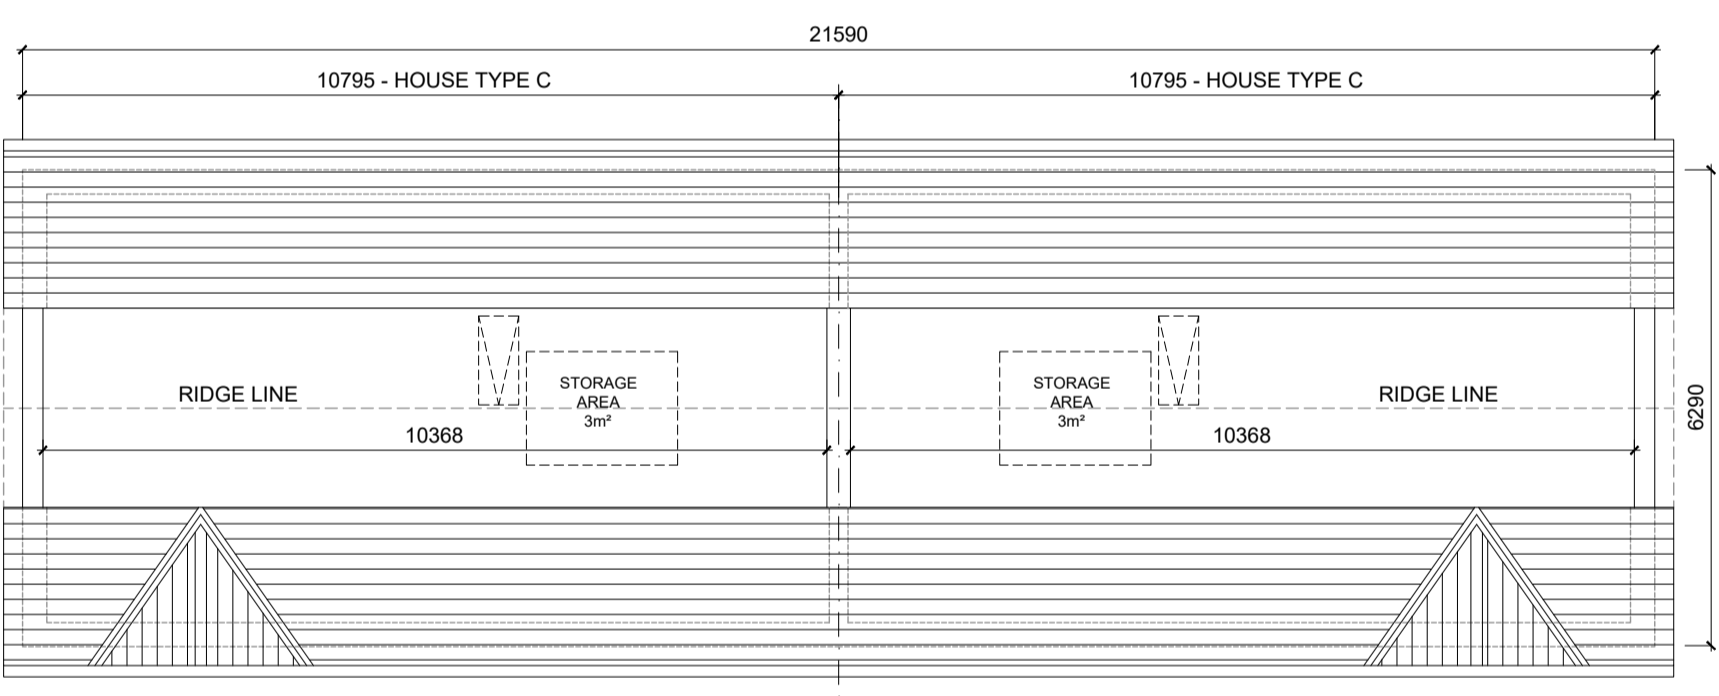 21590
10795 - HOUSE TYPE C
10795 - HOUSE TYPE C
RIDGE LINE
STORAGE
AREA
3m²
10368
STORAGE
AREA
3m²
RIDGE LINE
10368
6290